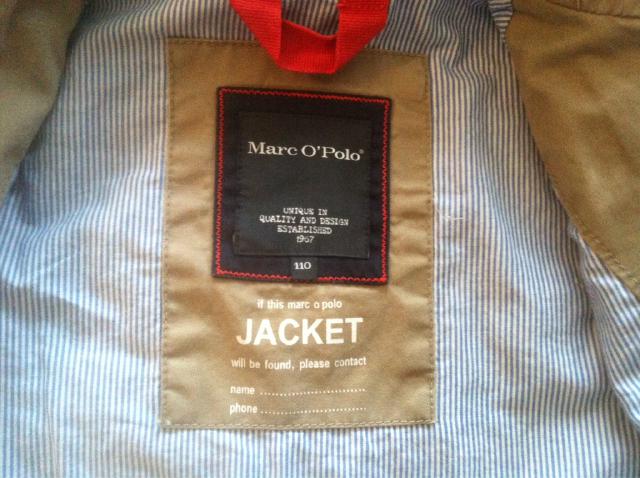 Marc O'Polo®
UNIQUE IN
QUALITY AND DESIGN
ESTABLISHED
1967
110
if this marc o polo
JACKET
will be found, please contact
name ..........................
phone ..........................